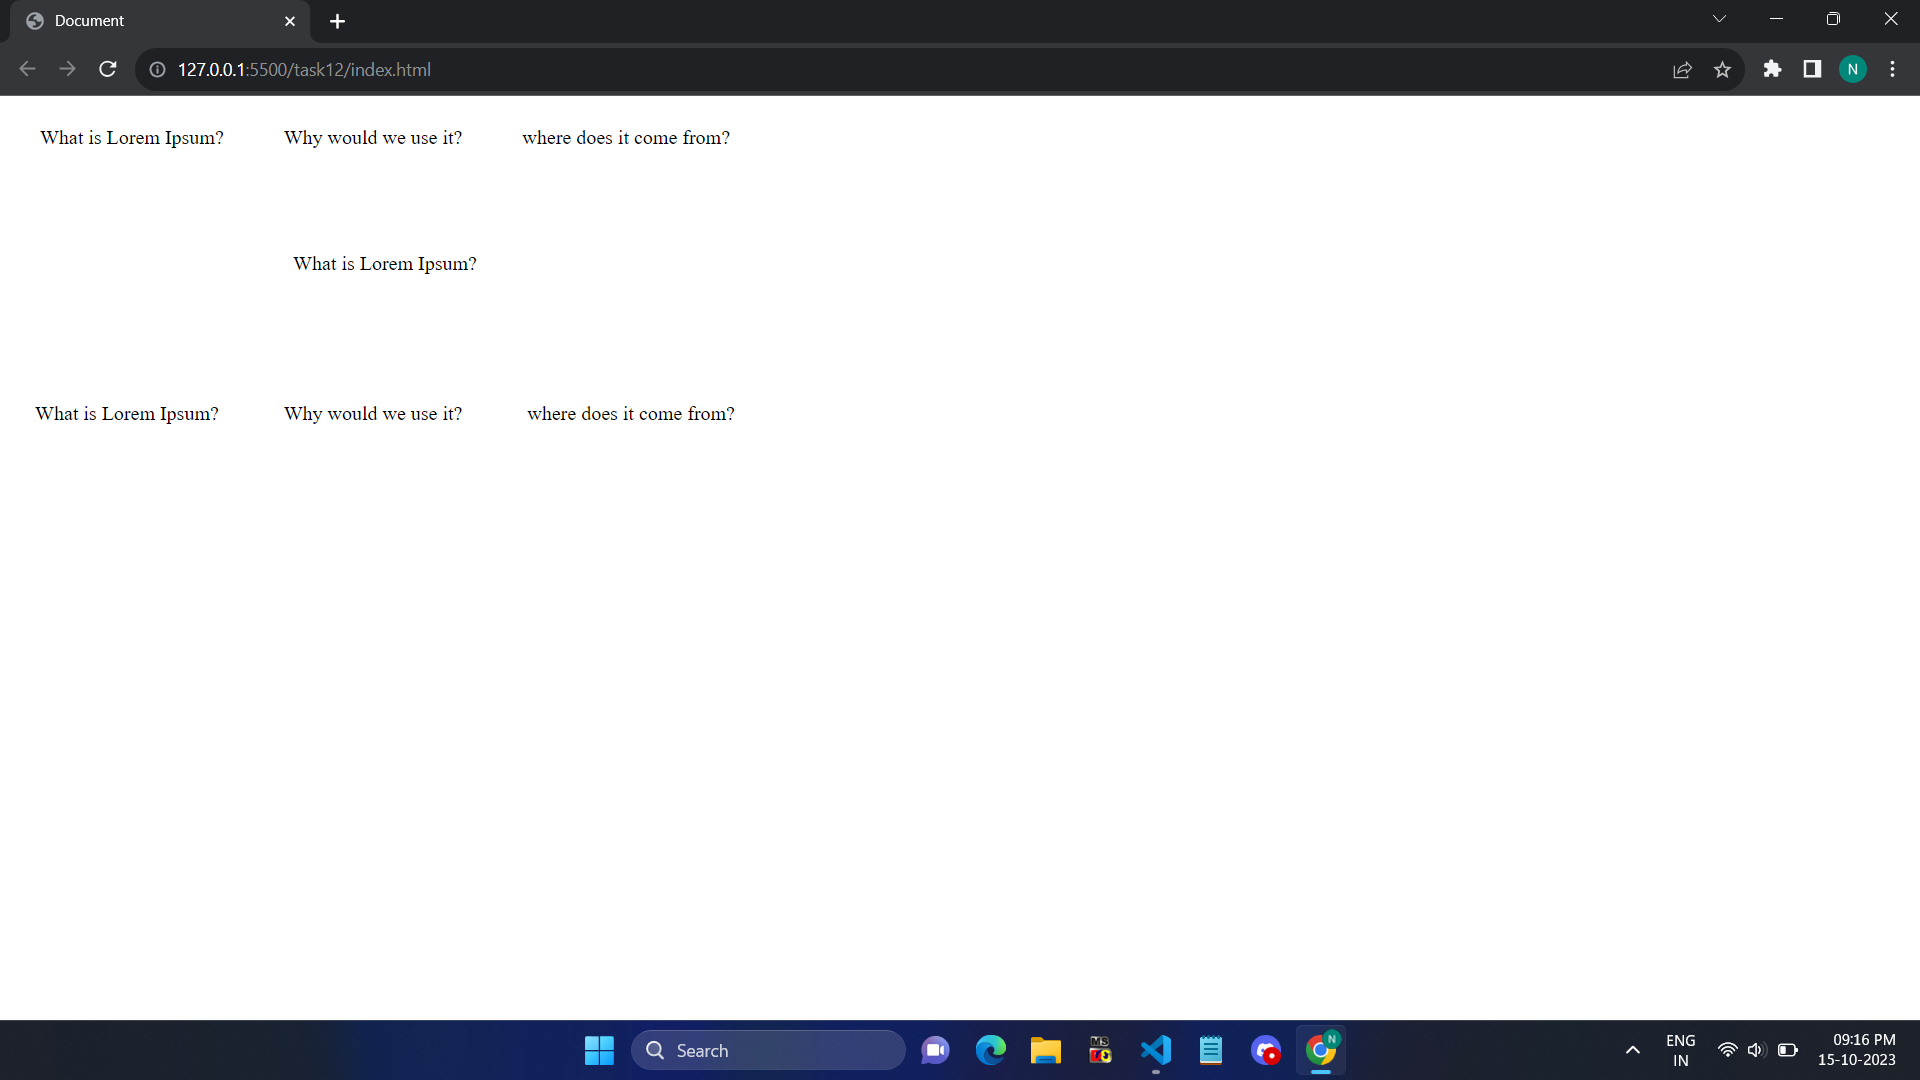 Document
127.0.0.1:5500/task12/index.html
N
What is Lorem Ipsum? Why would we use it? where does it come from?
What is Lorem Ipsum?
What is Lorem Ipsum? Why would we use it? where does it come from?
Search
MS
N
ENG
IN
09:16 PM
15-10-2023